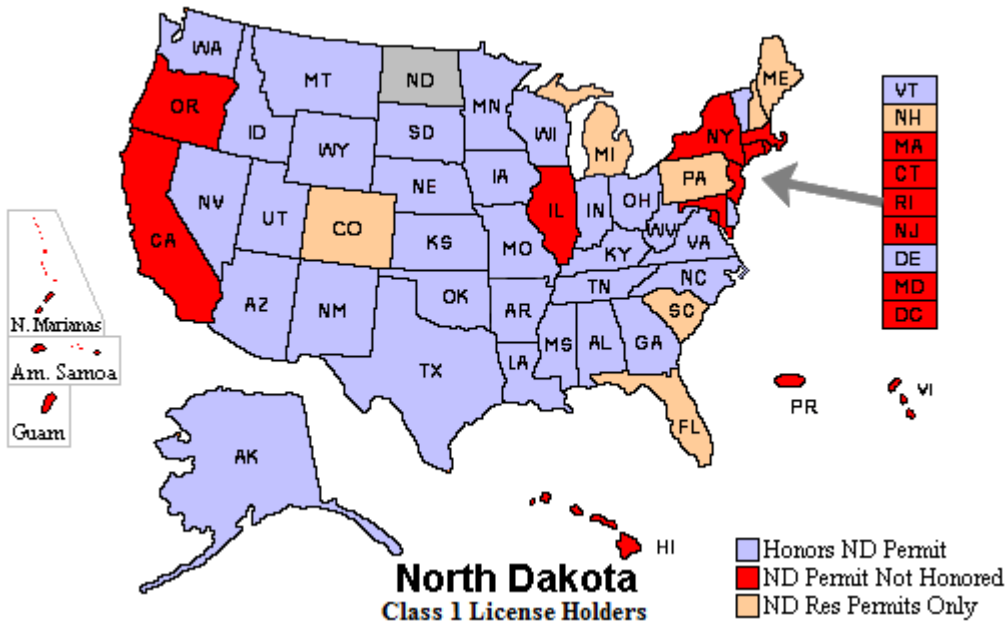 WA
MT
ND
MN
ME
OR
ID
SD
WI
NY
VT
NH
MA
CT
RI
NJ
DE
MD
DC
WY
MI
PA
NV
NE
IA
IL
IN
OH
WV
VA
UT
CO
KS
MO
KY
CA
NC
TN
AZ
NM
OK
AR
SC
MS
AL
GA
TX
LA
FL
N. Marianas
Am. Samoa
Guam
PR
VI
AK
HI
North Dakota
Class 1 License Holders
Honors ND Permit
ND Permit Not Honored
ND Res Permits Only